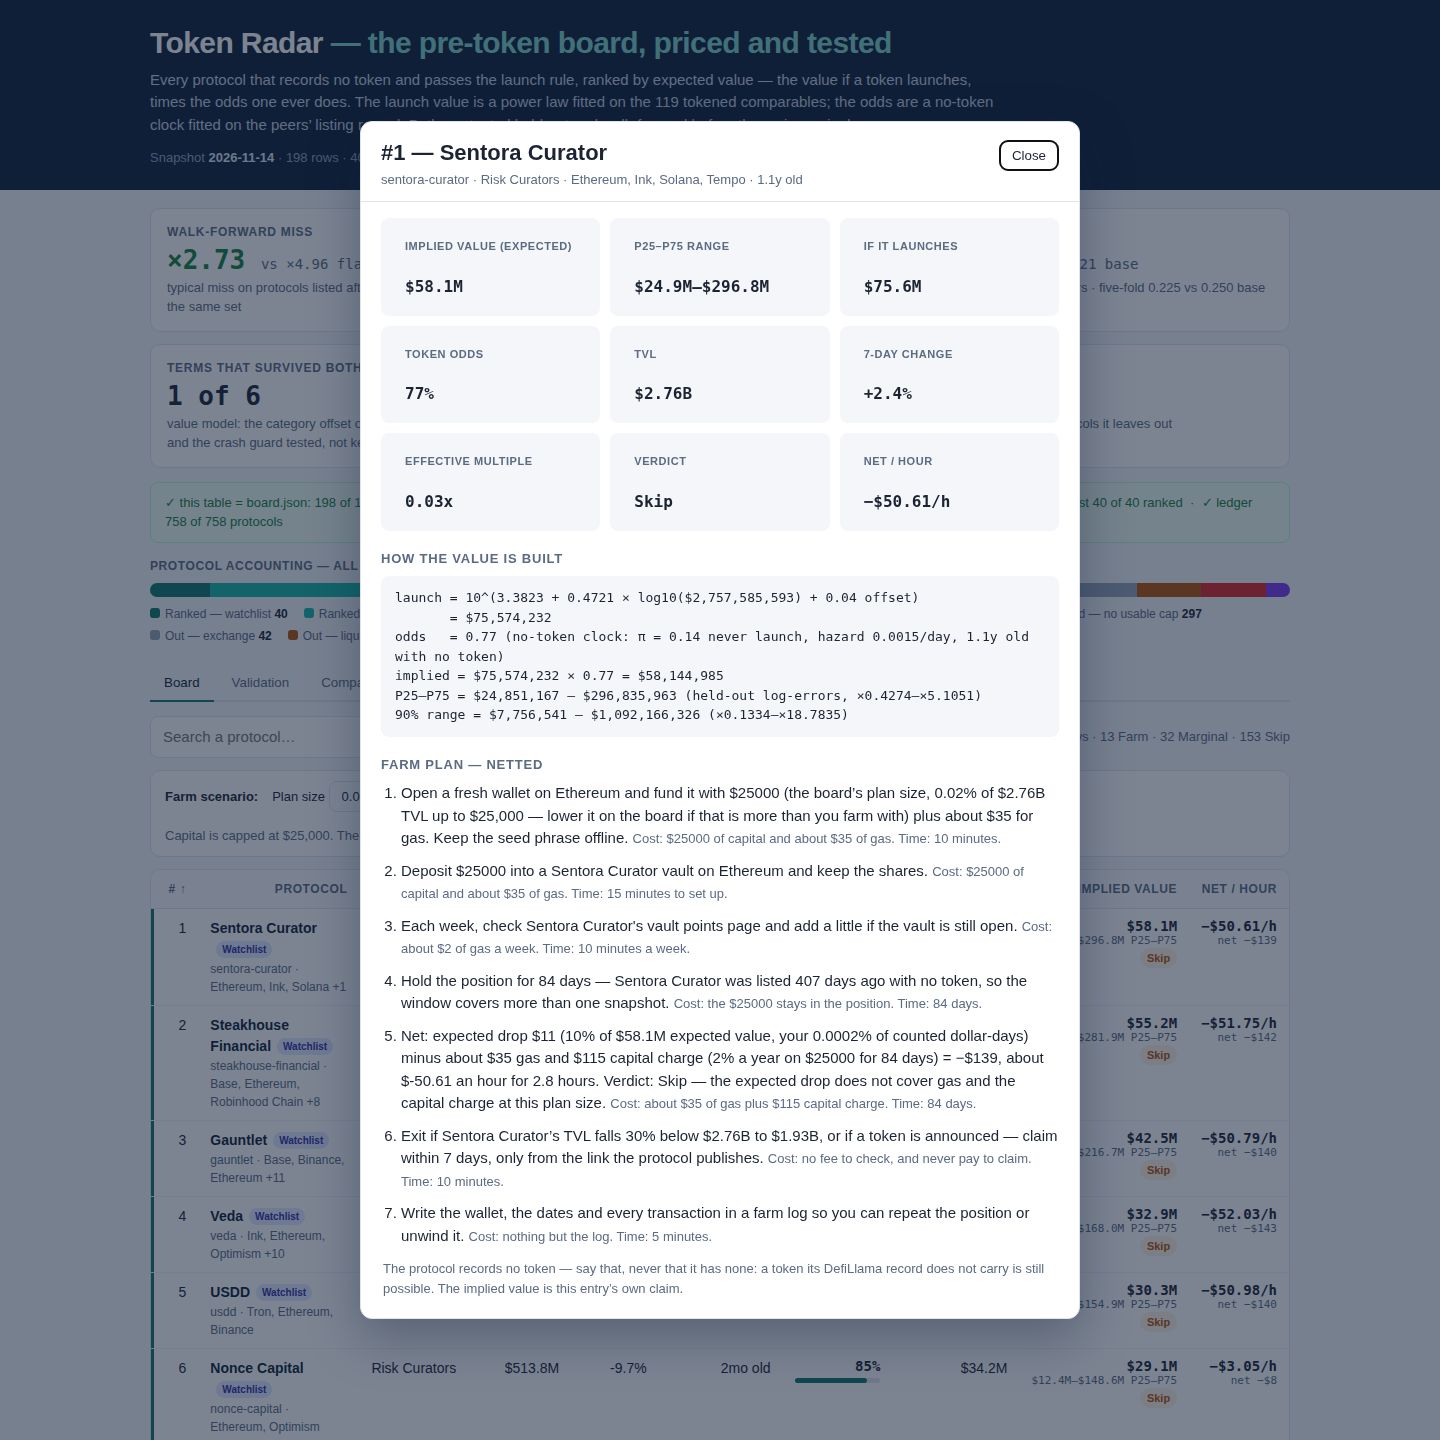 Token Radar — the pre-token board, priced and tested
Every protocol that records no token and passes the launch rule, ranked by expected value — the value if a token launches,
times the odds one ever does. The launch value is a power law fitted on the 119 tokened comparables; the odds are a no-token
clock fitted on the peers’ listing
Snapshot 2026-11-14 · 198 rows ·
#1 — Sentora Curator
Close
sentora-curator · Risk Curators · Ethereum, Ink, Solana, Tempo · 1.1y old
WALK-FORWARD MISS
×2.73 vs ×4.96
21 base
typical miss on protocols listed
· five-fold 0.225 vs 0.250 base
the same set
TERMS THAT SURVIVED BOTH
1 of 6
value model: the category offset
it leaves out
and the crash guard tested, not
✓ this table = board.json: 198 of
40 of 40 ranked · ✓ ledger
758 of 758 protocols
PROTOCOL ACCOUNTING — ALL
Ranked — watchlist 40 Ranked
— no usable cap 297
Out — exchange 42 Out —
Board Validation
Search a protocol…
· 13 Farm · 32 Marginal · 153 Skip
Farm scenario: Plan size
Capital is capped at $25,000. The
IMPLIED VALUE (EXPECTED) P25–P75 RANGE IF IT LAUNCHES
$58.1M $24.9M–$296.8M $75.6M
TOKEN ODDS TVL 7-DAY CHANGE
77% $2.76B +2.4%
EFFECTIVE MULTIPLE VERDICT NET / HOUR
0.03x Skip −$50.61/h
HOW THE VALUE IS BUILT
launch = 10^(3.3823 + 0.4721 × log10($2,757,585,593) + 0.04 offset)
= $75,574,232
odds = 0.77 (no-token clock: π = 0.14 never launch, hazard 0.0015/day, 1.1y old
with no token)
implied = $75,574,232 × 0.77 = $58,144,985
P25–P75 = $24,851,167 – $296,835,963 (held-out log-errors, ×0.4274–×5.1051)
90% range = $7,756,541 – $1,092,166,326 (×0.1334–×18.7835)
FARM PLAN — NETTED
1. Open a fresh wallet on Ethereum and fund it with $25000 (the board’s plan size, 0.02% of $2.76B
TVL up to $25,000 — lower it on the board if that is more than you farm with) plus about $35 for
gas. Keep the seed phrase offline. Cost: $25000 of capital and about $35 of gas. Time: 10 minutes.
2. Deposit $25000 into a Sentora Curator vault on Ethereum and keep the shares. Cost: $25000 of
capital and about $35 of gas. Time: 15 minutes to set up.
3. Each week, check Sentora Curator's vault points page and add a little if the vault is still open. Cost:
about $2 of gas a week. Time: 10 minutes a week.
4. Hold the position for 84 days — Sentora Curator was listed 407 days ago with no token, so the
window covers more than one snapshot. Cost: the $25000 stays in the position. Time: 84 days.
5. Net: expected drop $11 (10% of $58.1M expected value, your 0.0002% of counted dollar-days)
minus about $35 gas and $115 capital charge (2% a year on $25000 for 84 days) = −$139, about
$-50.61 an hour for 2.8 hours. Verdict: Skip — the expected drop does not cover gas and the
capital charge at this plan size. Cost: about $35 of gas plus $115 capital charge. Time: 84 days.
6. Exit if Sentora Curator’s TVL falls 30% below $2.76B to $1.93B, or if a token is announced — claim
within 7 days, only from the link the protocol publishes. Cost: no fee to check, and never pay to claim.
Time: 10 minutes.
7. Write the wallet, the dates and every transaction in a farm log so you can repeat the position or
unwind it. Cost: nothing but the log. Time: 5 minutes.
The protocol records no token — say that, never that it has none: a token its DefiLlama record does not carry is still
possible. The implied value is this entry’s own claim.
# ↑ PROTOCOL
VALUE NET / HOUR
1 Sentora Curator $58.1M −$50.61/h
Watchlist $296.8M P25–P75 net −$139
sentora-curator · Skip
Ethereum, Ink, Solana +1
2 Steakhouse $55.2M −$51.75/h
Financial Watchlist $281.9M P25–P75 net −$142
steakhouse-financial · Skip
Base, Ethereum,
Robinhood Chain +8
3 Gauntlet Watchlist $42.5M −$50.79/h
gauntlet · Base, Binance, $216.7M P25–P75 net −$140
Ethereum +11 Skip
4 Veda Watchlist $32.9M −$52.03/h
veda · Ink, Ethereum, $168.0M P25–P75 net −$143
Optimism +10 Skip
5 USDD Watchlist $30.3M −$50.98/h
usdd · Tron, Ethereum, $154.9M P25–P75 net −$140
Binance Skip
6 Nonce Capital Risk Curators $513.8M -9.7% 2mo old 85% $34.2M $29.1M −$3.05/h
Watchlist $12.4M–$148.6M P25–P75 net −$8
nonce-capital · Skip
Ethereum, Optimism